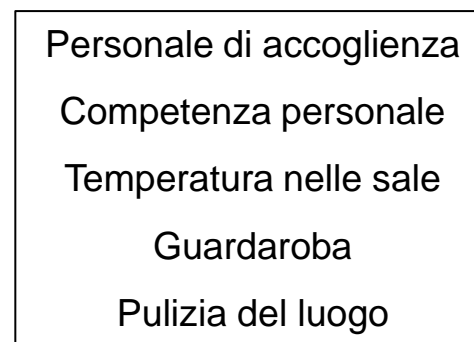 Personale di accoglienza
Competenza personale
Temperatura nelle sale
Guardaroba
Pulizia del luogo